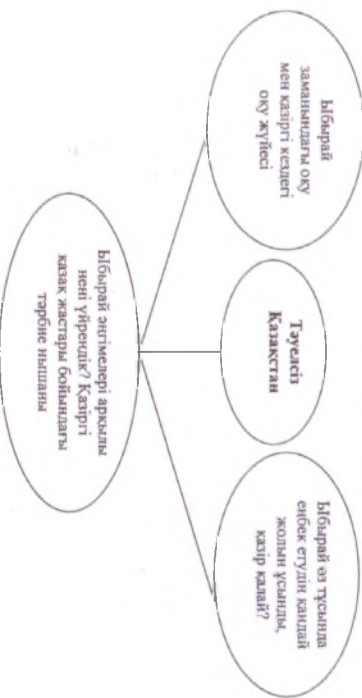 Ыбырай
заманындағы оқу
мен қазіргі кездегі
оқу жүйесі
Тәуелсіз
Қазақстан
Ыбырай өз тұсында
еңбек етудің қандай
жолын ұсынды,
қазір қалай?
Ыбырай әңгімелері арқылы
нені үйрендік? Қазіргі
қазақ жастары бойындағы
тәрбие нышаны